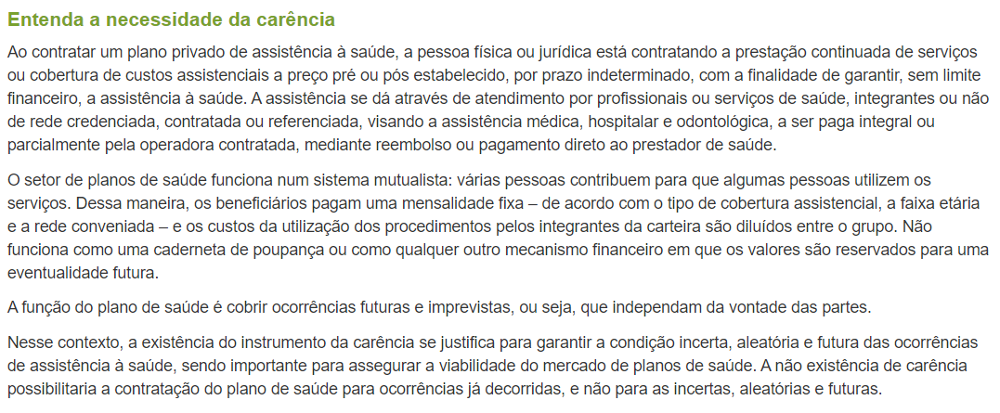 Entenda a necessidade da carência
Ao contratar um plano privado de assistência à saúde, a pessoa física ou jurídica está contratando a prestação continuada de serviços
ou cobertura de custos assistenciais a preço pré ou pós estabelecido, por prazo indeterminado, com a finalidade de garantir, sem limite
financeiro, a assistência à saúde. A assistência se dá através de atendimento por profissionais ou serviços de saúde, integrantes ou não
de rede credenciada, contratada ou referenciada, visando a assistência médica, hospitalar e odontológica, a ser paga integral ou
parcialmente pela operadora contratada, mediante reembolso ou pagamento direto ao prestador de saúde.
O setor de planos de saúde funciona num sistema mutualista: várias pessoas contribuem para que algumas pessoas utilizem os
serviços. Dessa maneira, os beneficiários pagam uma mensalidade fixa – de acordo com o tipo de cobertura assistencial, a faixa etária
e a rede conveniada – e os custos da utilização dos procedimentos pelos integrantes da carteira são diluídos entre o grupo. Não
funciona como uma caderneta de poupança ou como qualquer outro mecanismo financeiro em que os valores são reservados para uma
eventualidade futura.
A função do plano de saúde é cobrir ocorrências futuras e imprevistas, ou seja, que independam da vontade das partes.
Nesse contexto, a existência do instrumento da carência se justifica para garantir a condição incerta, aleatória e futura das ocorrências
de assistência à saúde, sendo importante para assegurar a viabilidade do mercado de planos de saúde. A não existência de carência
possibilitaria a contratação do plano de saúde para ocorrências já decorridas, e não para as incertas, aleatórias e futuras.